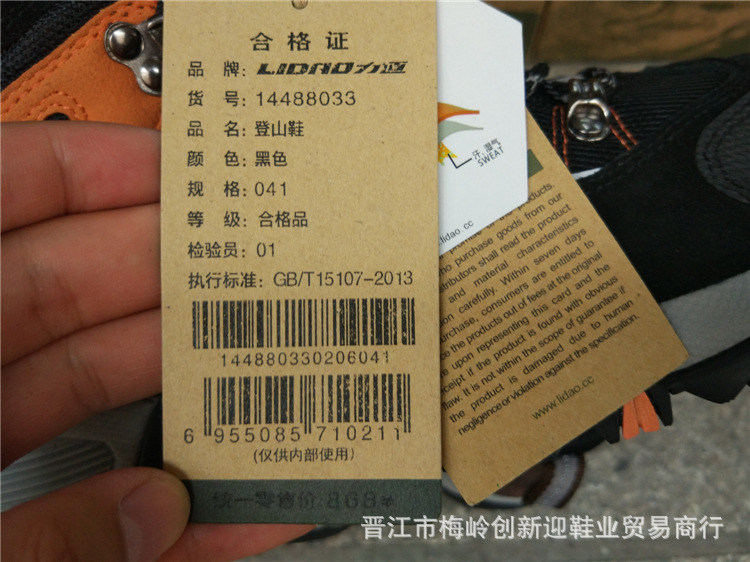 合格证
品 牌: LIDAO力道
货 号: 14488033
品 名: 登山鞋
颜 色: 黑色
规 格: 041
等 级: 合格品
检验员: 01
执行标准: GB/T15107-2013
144880330206041
6 955085 710211
(仅供内部使用)
统一零售价:868*
汗、湿气
SWEAT
lidao.cc
products.
purchase goods from our
distributors shall read the product
and material characteristics
carefully. Within seven days
purchase, consumers are entitled to
the products out of fees at the original
upon representing this card and the
if the product is found with obvious
flaw. It is not within the scope of guarantee if
the product is damaged due to human
negligence or violation against the specification.
www.lidao.cc
晋江市梅岭创新迎鞋业贸易商行